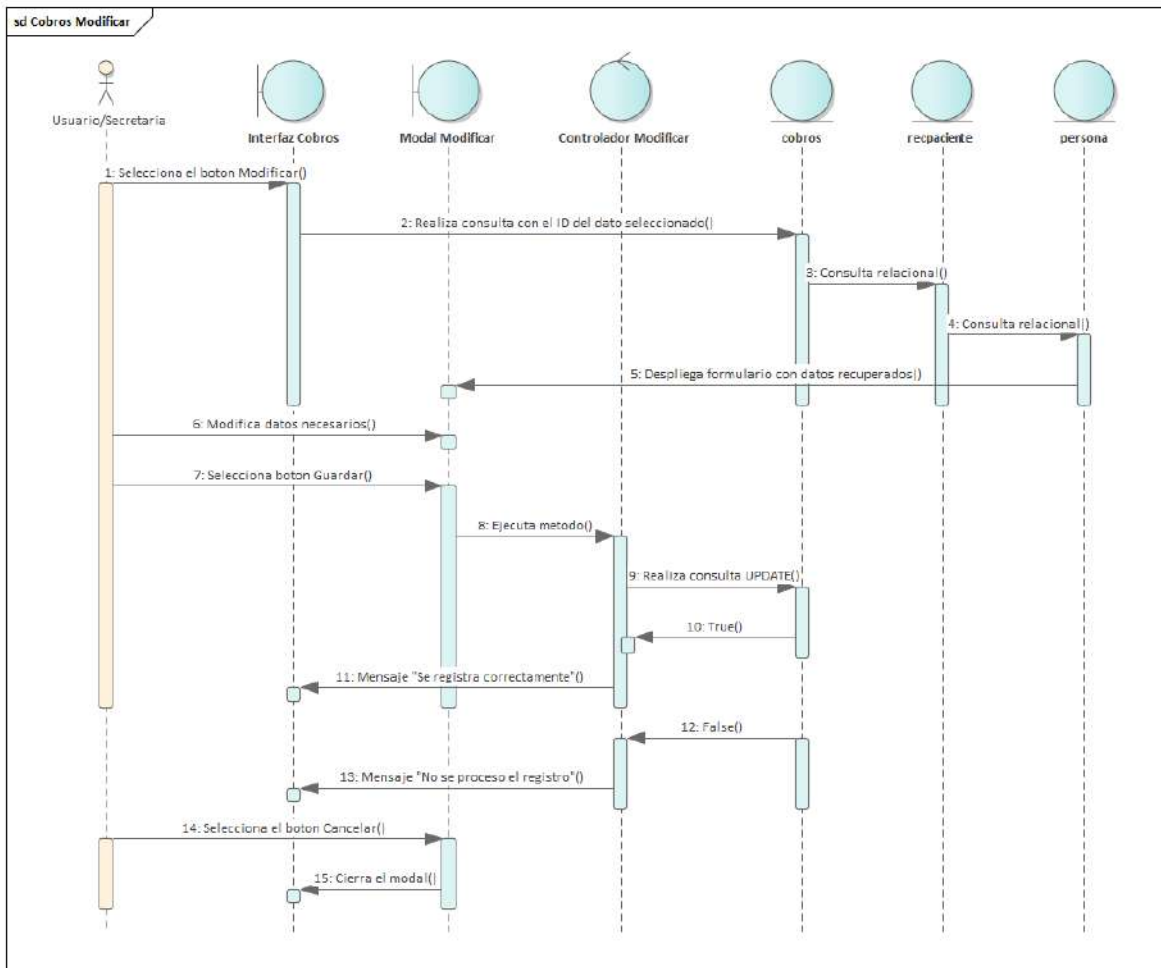 sd Cobros Modificar
Usuario/Secretaria
Interfaz Cobros
Modal Modificar
Controlador Modificar
cobros
recpaciente
persona
1: Selecciona el boton Modificar()
2: Realiza consulta con el ID del dato seleccionado()
3: Consulta relacional()
4: Consulta relacional()
5: Despliega formulario con datos recuperados()
6: Modifica datos necesarios()
7: Selecciona boton Guardar()
8: Ejecuta metodo()
9: Realiza consulta UPDATE()
10: True()
11: Mensaje "Se registra correctamente"()
12: False()
13: Mensaje "No se proceso el registro"()
14: Selecciona el boton Cancelar()
15: Cierra el modal()